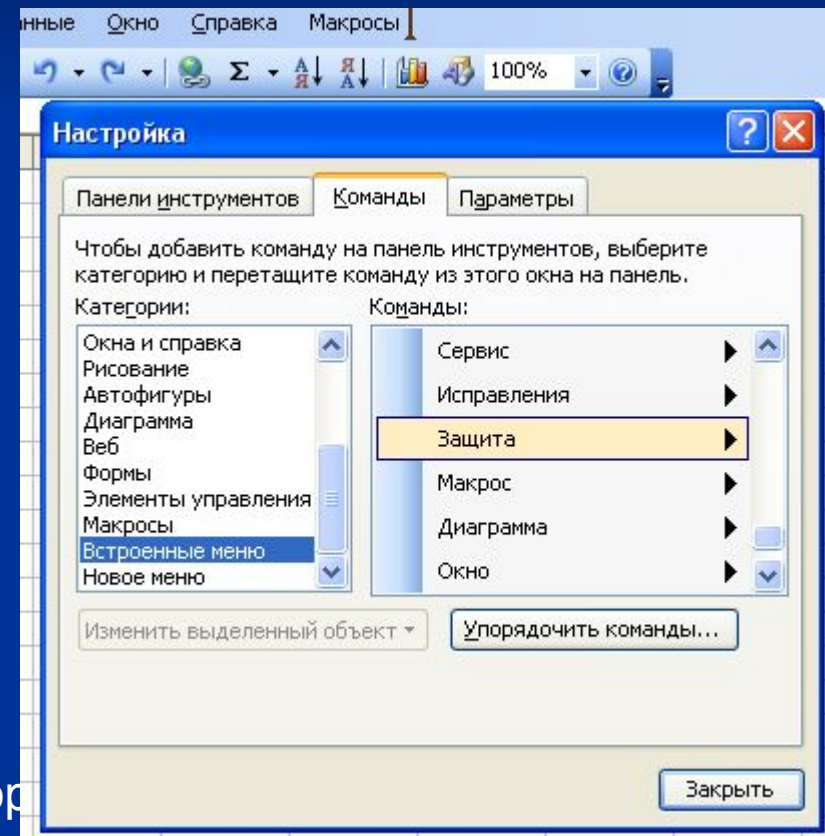 нные Окно Справка Макросы
Σ А Я Я А 100% ?
Настройка
Панели инструментов Команды Параметры
Чтобы добавить команду на панель инструментов, выберите
категорию и перетащите команду из этого окна на панель.
Категории: Команды:
Окна и справка
Рисование
Автофигуры
Диаграмма
Веб
Формы
Элементы управления
Макросы
Встроенные меню
Новое меню
Сервис
Исправления
Защита
Макрос
Диаграмма
Окно
Изменить выделенный объект Упорядочить команды...
Закрыть